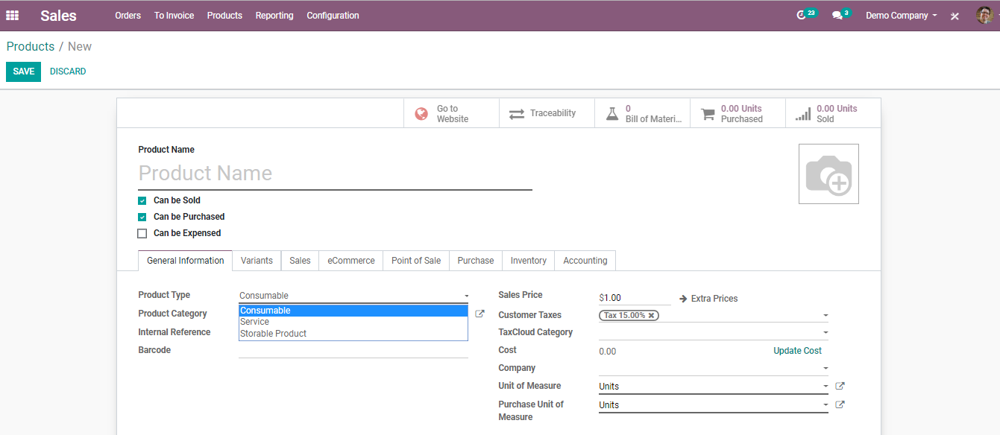 Sales Orders To Invoice Products Reporting Configuration 23 3 Demo Company
Products / New
SAVE DISCARD
Go to Website
Traceability
0 Bill of Materi...
0.00 Units Purchased
0.00 Units Sold
Product Name
Product Name
Can be Sold
Can be Purchased
Can be Expensed
General Information Variants Sales eCommerce Point of Sale Purchase Inventory Accounting
Product Type Consumable
Consumable
Service
Storable Product
Product Category
Internal Reference
Barcode
Sales Price $1.00 Extra Prices
Customer Taxes Tax 15.00%
TaxCloud Category
Cost 0.00 Update Cost
Company
Unit of Measure Units
Purchase Unit of Measure Units